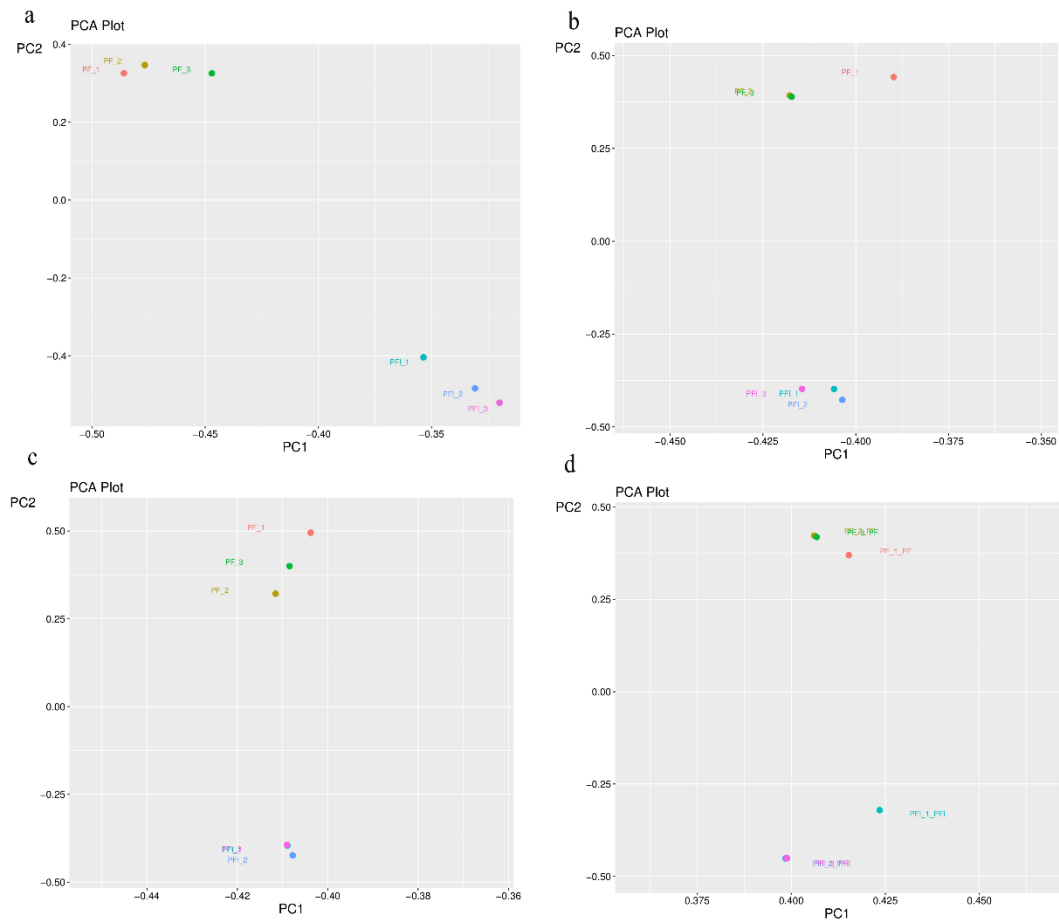 a
PCA Plot
PC2
0.4
0.2
0.0
−0.2
−0.4
PF_1
PF_2
PF_3
PFI_1
PFI_2
PFI_3
−0.50
−0.45
−0.40
−0.35
PC1
b
PCA Plot
PC2
0.50
0.25
0.00
−0.25
−0.50
PF_1
PF_3
PFI_3
PFI_1
PFI_2
−0.450
−0.425
−0.400
−0.375
−0.350
PC1
c
PCA Plot
PC2
0.50
0.25
0.00
−0.25
−0.50
PF_1
PF_3
PF_2
PFI_2
−0.44
−0.42
−0.40
−0.38
−0.36
PC1
d
PCA Plot
PC2
0.50
0.25
0.00
−0.25
−0.50
PF_1_PF
PFI_1_PFI
0.375
0.400
0.425
0.450
PC1